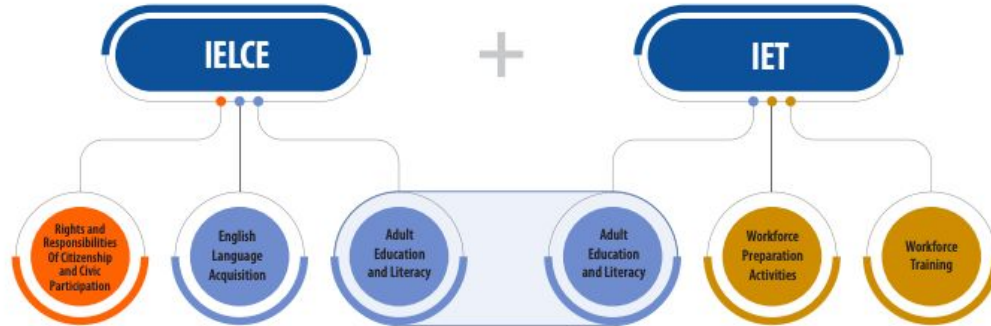 IELCE
+
IET
Rights and
Responsibilities
Of Citizenship
and Civic
Participation
English
Language
Acquisition
Adult
Education
and Literacy
Adult
Education
and Literacy
Workforce
Preparation
Activities
Workforce
Training